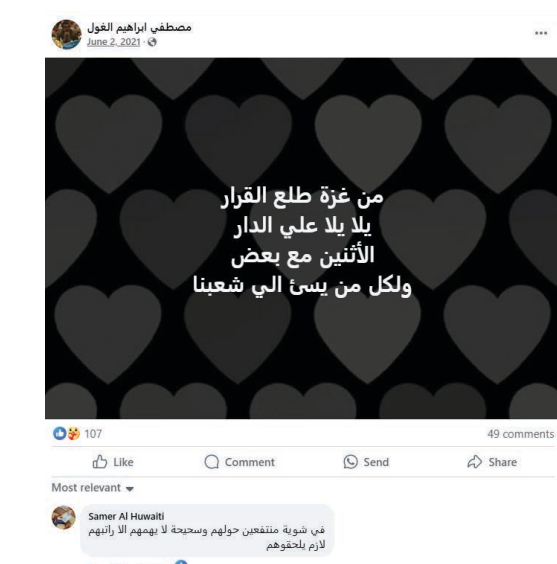 مصطفي ابراهيم الغول
June 2, 2021
من غزة طلع القرار
يلا يلا علي الدار
الأثنين مع بعض
ولكل من يسئ الي شعبنا
107
49 comments
Like
Comment
Send
Share
Most relevant
Samer Al Huwaiti
في شوية منتفعين حولهم وسحيحة لا يهمهم الا راتبهم
لازم يلحقوهم